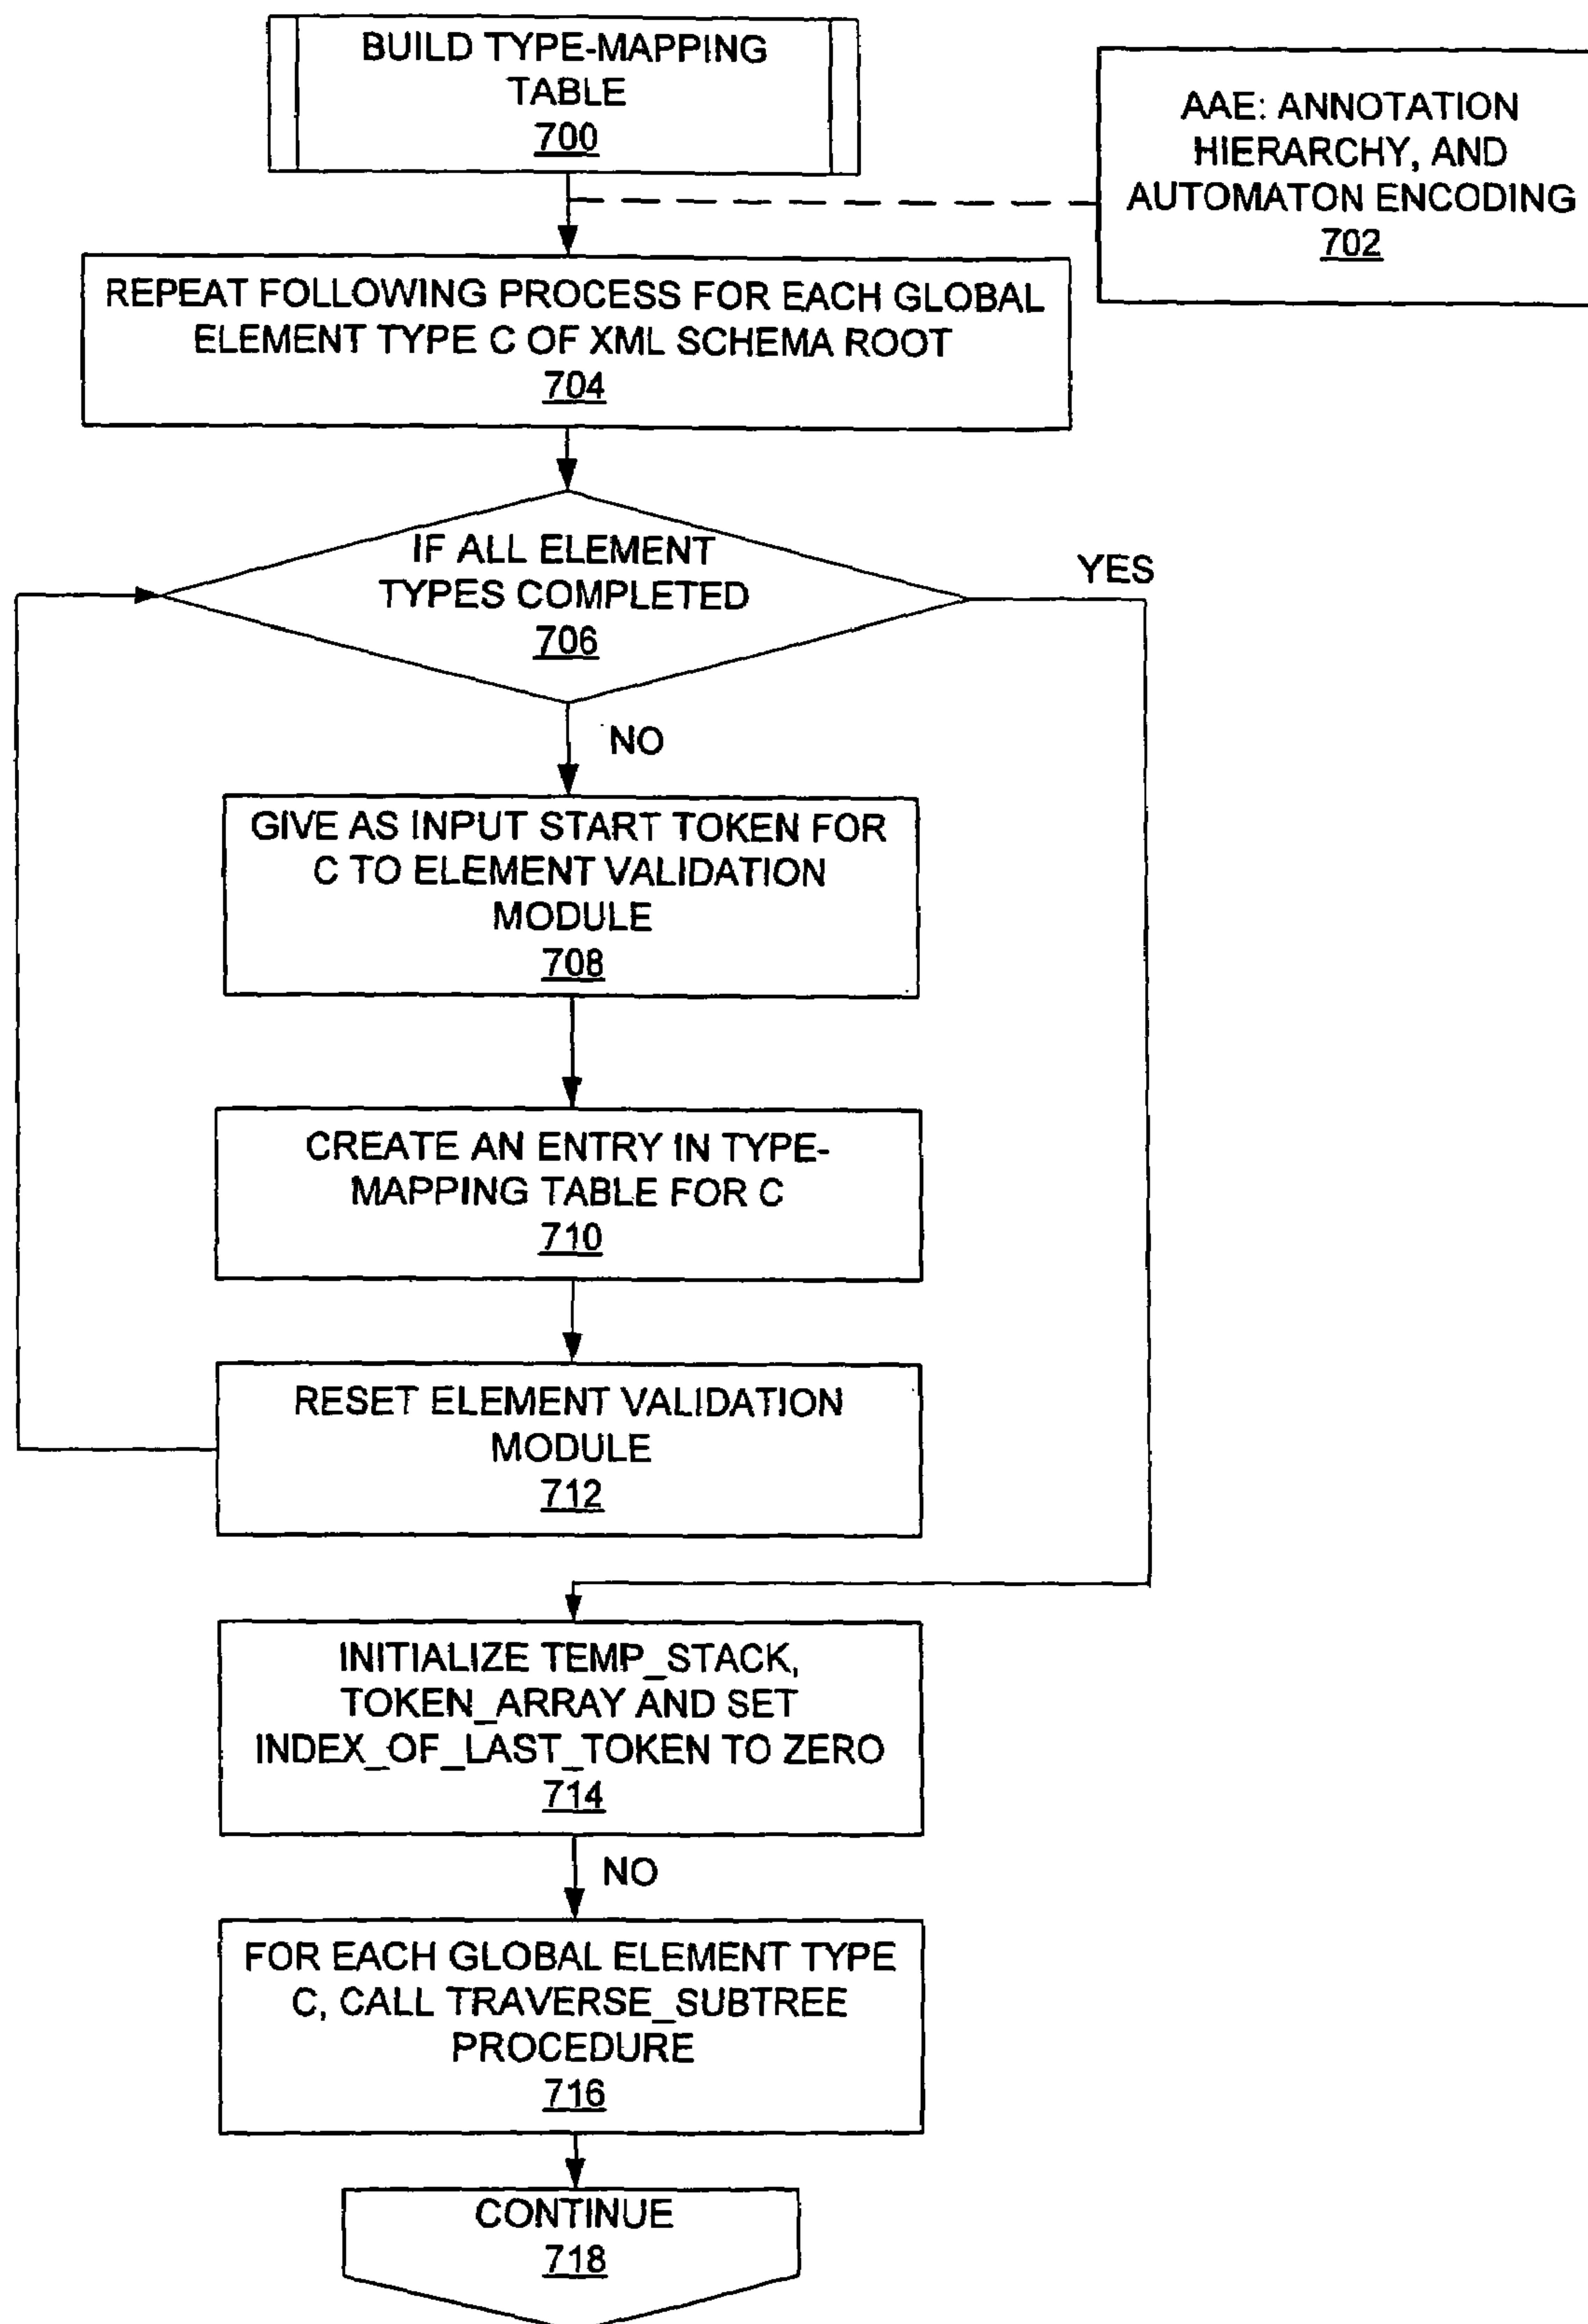 BUILD TYPE-MAPPING
TABLE
700
AAE: ANNOTATION
HIERARCHY, AND
AUTOMATON ENCODING
702
REPEAT FOLLOWING PROCESS FOR EACH GLOBAL
ELEMENT TYPE C OF XML SCHEMA ROOT
704
IF ALL ELEMENT
TYPES COMPLETED
706
YES
NO
GIVE AS INPUT START TOKEN FOR
C TO ELEMENT VALIDATION
MODULE
708
CREATE AN ENTRY IN TYPE-
MAPPING TABLE FOR C
710
RESET ELEMENT VALIDATION
MODULE
712
INITIALIZE TEMP_STACK,
TOKEN_ARRAY AND SET
INDEX_OF_LAST_TOKEN TO ZERO
714
NO
FOR EACH GLOBAL ELEMENT TYPE
C, CALL TRAVERSE_SUBTREE
PROCEDURE
716
CONTINUE
718